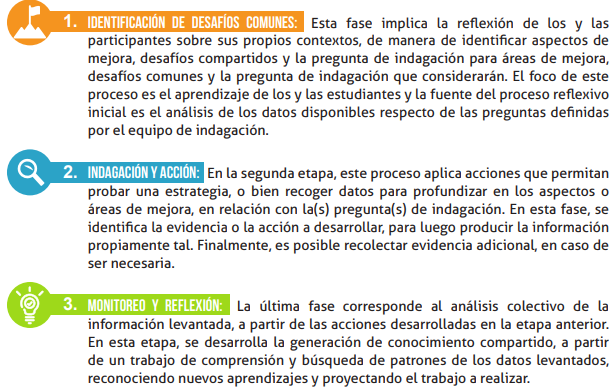 1. IDENTIFICACIÓN DE DESAFÍOS COMUNES: Esta fase implica la reflexión de los y las
participantes sobre sus propios contextos, de manera de identificar aspectos de
mejora, desafíos compartidos y la pregunta de indagación para áreas de mejora,
desafíos comunes y la pregunta de indagación que considerarán. El foco de este
proceso es el aprendizaje de los y las estudiantes y la fuente del proceso reflexivo
inicial es el análisis de los datos disponibles respecto de las preguntas definidas
por el equipo de indagación.
2. INDAGACIÓN Y ACCIÓN: En la segunda etapa, este proceso aplica acciones que permitan
probar una estrategia, o bien recoger datos para profundizar en los aspectos o
áreas de mejora, en relación con la(s) pregunta(s) de indagación. En esta fase, se
identifica la evidencia o la acción a desarrollar, para luego producir la información
propiamente tal. Finalmente, es posible recolectar evidencia adicional, en caso de
ser necesaria.
3. MONITOREO Y REFLEXIÓN: La última fase corresponde al análisis colectivo de la
información levantada, a partir de las acciones desarrolladas en la etapa anterior.
En esta etapa, se desarrolla la generación de conocimiento compartido, a partir
de un trabajo de comprensión y búsqueda de patrones de los datos levantados,
reconociendo nuevos aprendizajes y proyectando el trabajo a realizar.